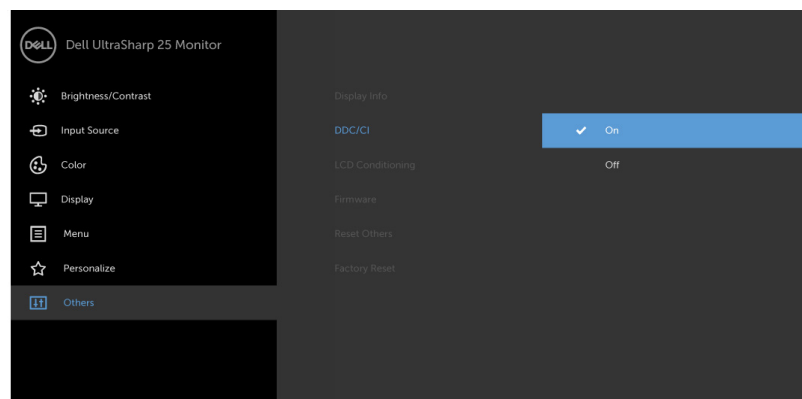 DELL Dell UltraSharp 25 Monitor
Brightness/Contrast
Input Source
Color
Display
Menu
Personalize
Others
Display Info
DDC/CI
LCD Conditioning
Firmware
Reset Others
Factory Reset
On
Off